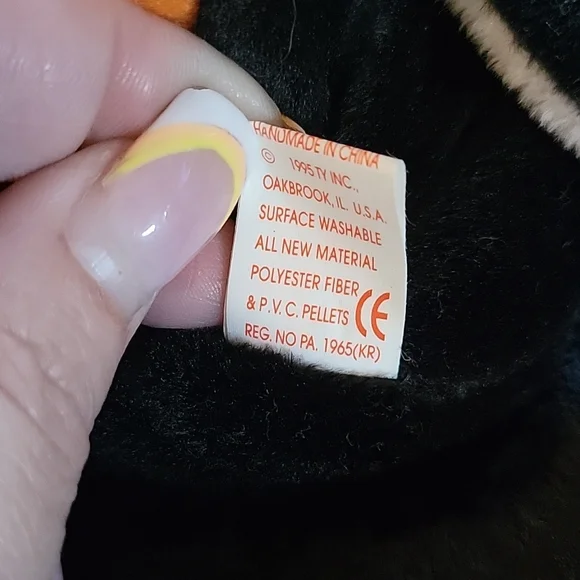 HANDMADE IN CHINA
© 1995 TY INC.,
OAKBROOK, IL. U.S.A.
SURFACE WASHABLE
ALL NEW MATERIAL
POLYESTER FIBER
& P.V.C. PELLETS CE
REG. NO PA. 1965(KR)